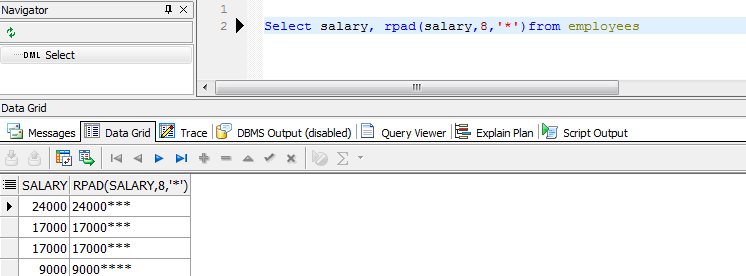 Navigator
DML Select
1
2 Select salary, rpad(salary,8,'*')from employees
Data Grid
Messages Data Grid Trace DBMS Output (disabled) Query Viewer Explain Plan Script Output
SALARY RPAD(SALARY,8,'*')
24000 24000***
17000 17000***
17000 17000***
9000 9000****